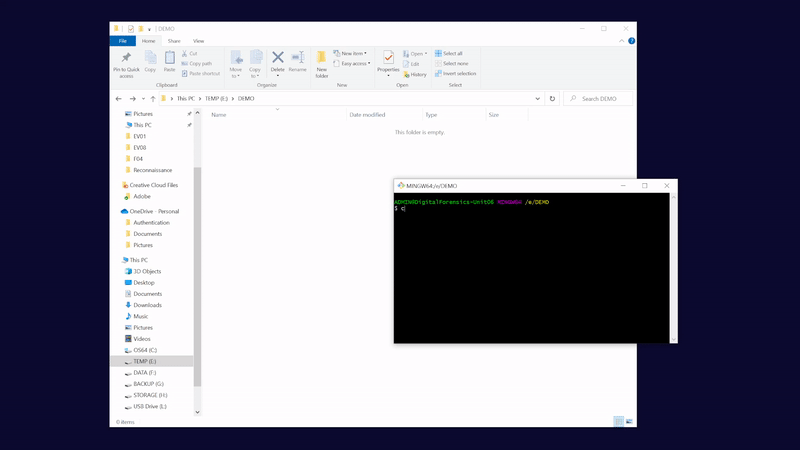 DEMO
File Home Share View
Pin to Quick access
Copy
Paste
Cut
Copy path
Paste shortcut
Clipboard
Move to
Copy to
Delete
Rename
Organize
New folder
New item
Easy access
New
Properties
Open
Edit
History
Open
Select all
Select none
Invert selection
Select
This PC > TEMP (E:) > DEMO
Search DEMO
Name Date modified Type Size
This folder is empty.
Pictures
This PC
EV01
EV08
F04
Reconnaissance
Creative Cloud Files
Adobe
OneDrive - Personal
Authentication
Documents
Pictures
This PC
3D Objects
Desktop
Documents
Downloads
Music
Pictures
Videos
OS64 (C:)
TEMP (E:)
DATA (F:)
BACKUP (G:)
STORAGE (H:)
USB Drive (L:)
0 items
MINGW64:/e/DEMO
ADMIN@DigitalForensics-Unit08 MINGW64 /e/DEMO
$ c